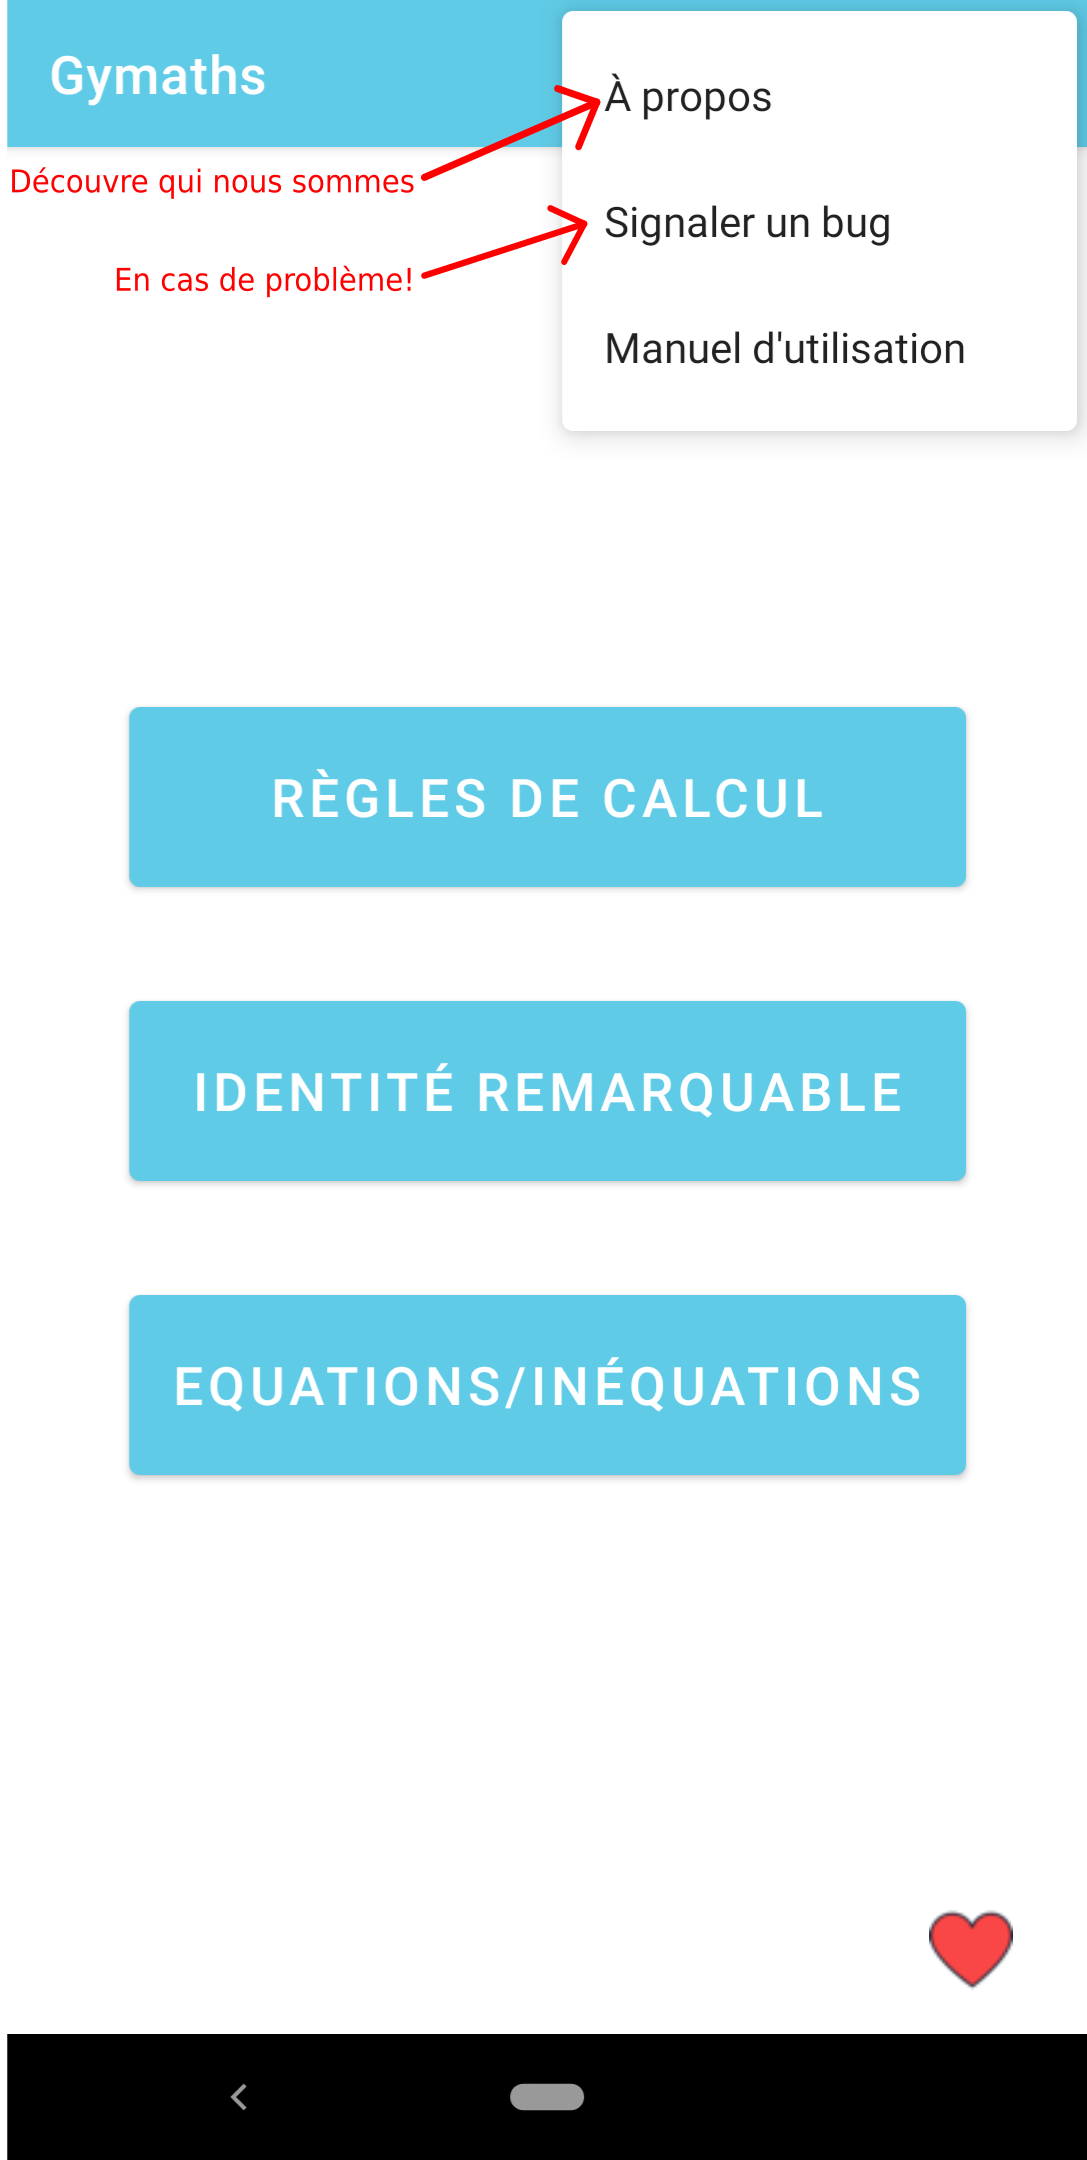 Gymaths
À propos
Découvre qui nous sommes
Signaler un bug
En cas de problème!
Manuel d'utilisation
RÈGLES DE CALCUL
IDENTITÉ REMARQUABLE
EQUATIONS/INÉQUATIONS